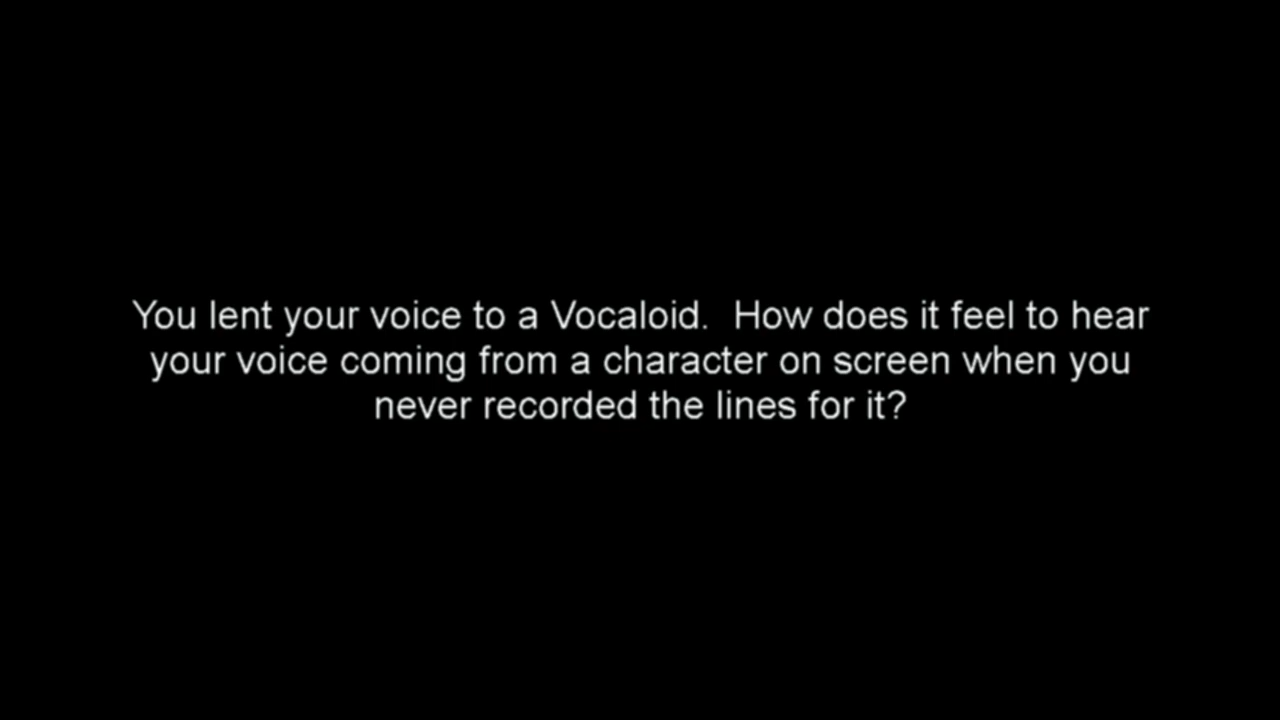 You lent your voice to a Vocaloid.  How does it feel to hear
your voice coming from a character on screen when you
never recorded the lines for it?